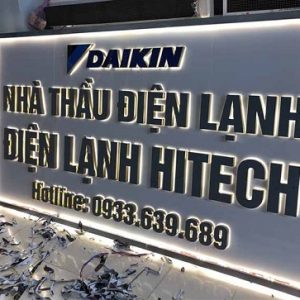 DAIKIN
NHÀ THẦU ĐIỆN LẠNH
ĐIỆN LẠNH HITECH
Hotline: 0933.639.689